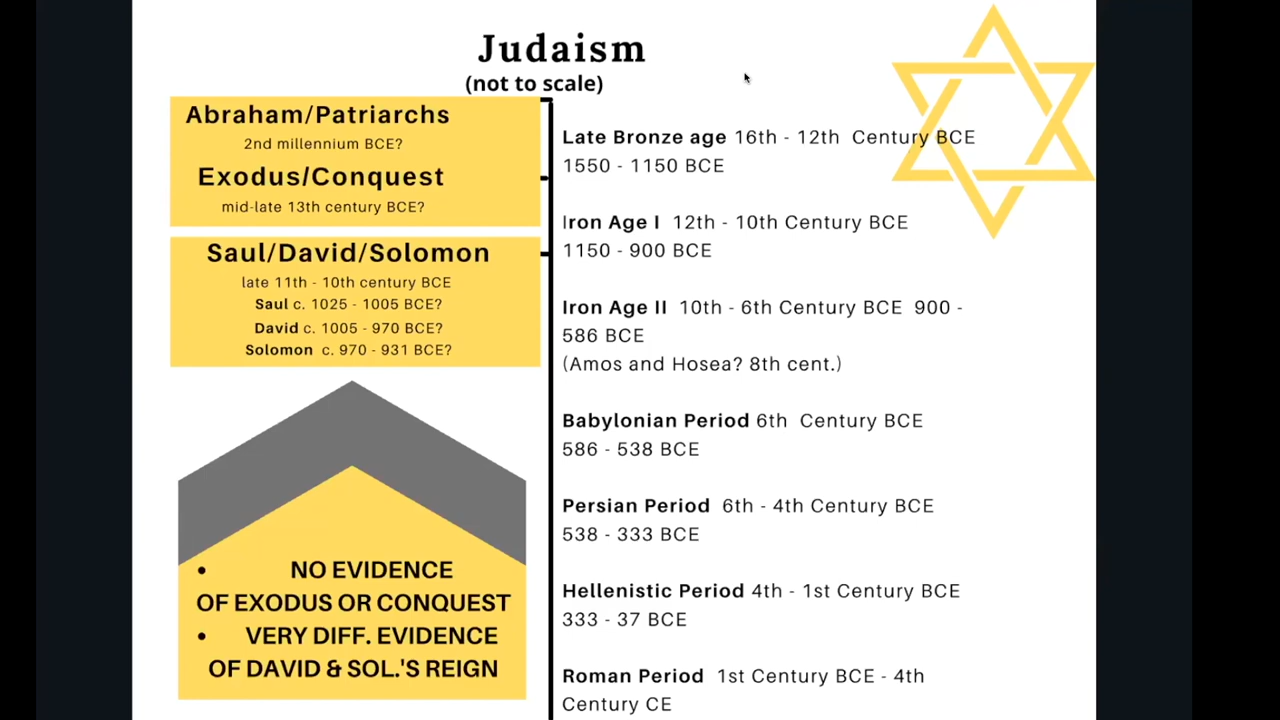 Judaism
(not to scale)
Abraham/Patriarchs
2nd millennium BCE?
Exodus/Conquest
mid-late 13th century BCE?
Saul/David/Solomon
late 11th - 10th century BCE
Saul c. 1025 - 1005 BCE?
David c. 1005 - 970 BCE?
Solomon c. 970 - 931 BCE?
• NO EVIDENCE
OF EXODUS OR CONQUEST
• VERY DIFF. EVIDENCE
OF DAVID & SOL.'S REIGN
Late Bronze age 16th - 12th Century BCE
1550 - 1150 BCE
Iron Age I 12th - 10th Century BCE
1150 - 900 BCE
Iron Age II 10th - 6th Century BCE 900 -
586 BCE
(Amos and Hosea? 8th cent.)
Babylonian Period 6th Century BCE
586 - 538 BCE
Persian Period 6th - 4th Century BCE
538 - 333 BCE
Hellenistic Period 4th - 1st Century BCE
333 - 37 BCE
Roman Period 1st Century BCE - 4th
Century CE